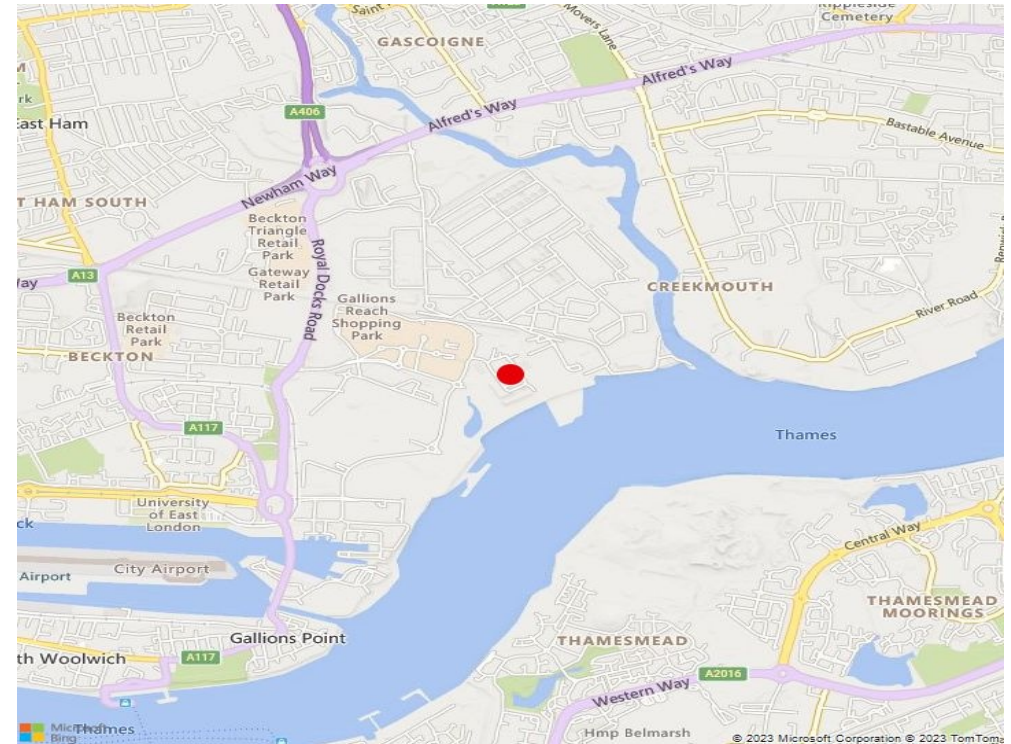 Saint
Movers Lane
Rippleside
Cemetery
GASCOIGNE
Alfred's Way
A406
Alfred's Way
East Ham
Bastable Avenue
Newham Way
T HAM SOUTH
Beckton
Triangle
Retail
Park
Gateway
Retail
Park
Royal Docks Road
A13
CREEKMOUTH
River Road
Gallions
Reach
Shopping
Park
Beckton
Retail
Park
BECKTON
A117
Thames
University
of East
London
ck
Central Way
Airport
City Airport
THAMESMEAD
MOORINGS
Gallions Point
THAMESMEAD
th Woolwich
A117
A2016
Western Way
Thames
Microsoft
Bing
Hmp Belmarsh
© 2023 Microsoft Corporation © 2023 TomTom